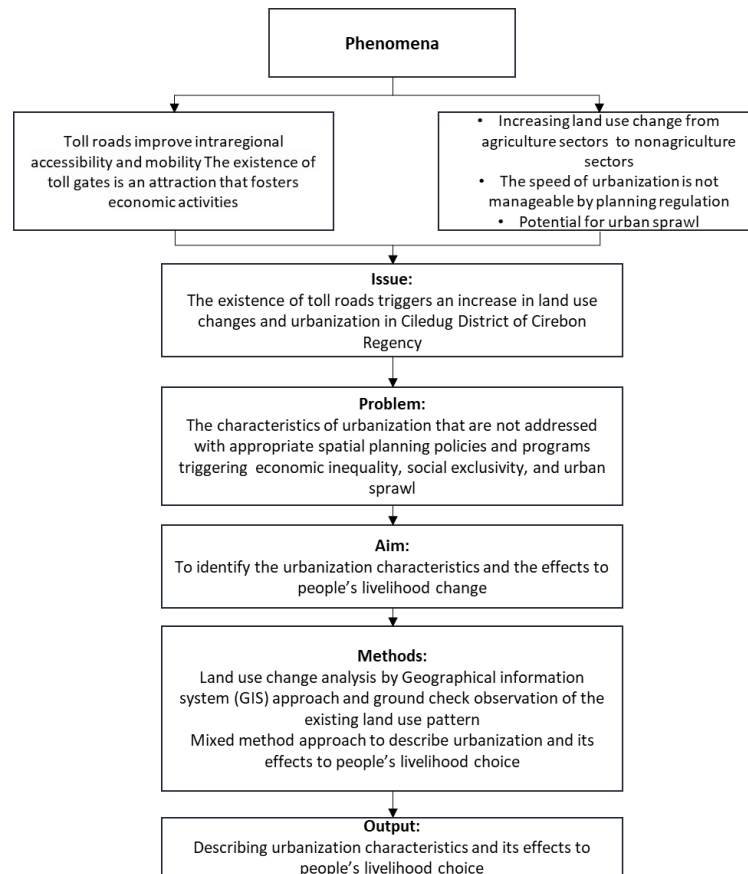 Phenomena
Toll roads improve intraregional
accessibility and mobility The existence of
toll gates is an attraction that fosters
economic activities
• Increasing land use change from
agriculture sectors to nonagriculture
sectors
• The speed of urbanization is not
manageable by planning regulation
• Potential for urban sprawl
Issue:
The existence of toll roads triggers an increase in land use
changes and urbanization in Ciledug District of Cirebon
Regency
Problem:
The characteristics of urbanization that are not addressed
with appropriate spatial planning policies and programs
triggering economic inequality, social exclusivity, and urban
sprawl
Aim:
To identify the urbanization characteristics and the effects to
people's livelihood change
Methods:
Land use change analysis by Geographical information
system (GIS) approach and ground check observation of the
existing land use pattern
Mixed method approach to describe urbanization and its
effects to people's livelihood choice
Output:
Describing urbanization characteristics and its effects to
people's livelihood choice